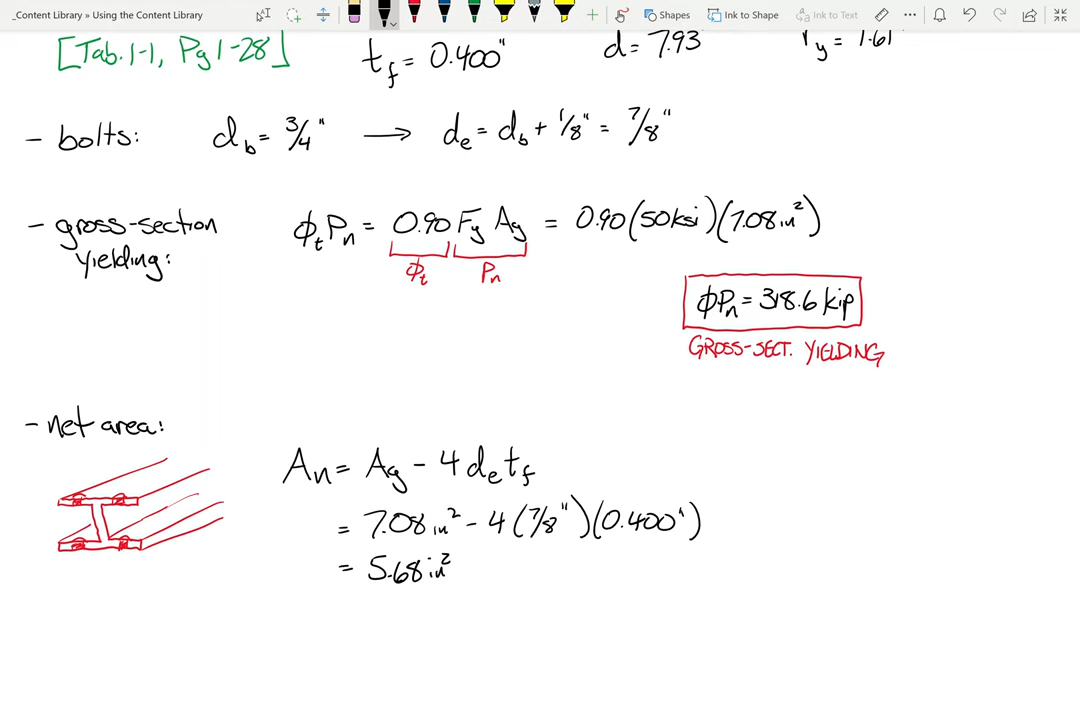 _Content Library » Using the Content Library
Shapes Ink to Shape Ink to Text
[Tab. 1-1, Pg 1-28] t_f = 0.400" d = 7.93 r_y = 1.61
- bolts: d_b = 3/4" → d_e = d_b + 1/8" = 7/8"
- gross-section yielding: ϕ_t P_n = 0.90 F_y A_g = 0.90 (50 ksi)(7.08 in²)
ϕ_t P_n
ϕP_n = 318.6 kip
GROSS-SECT. YIELDING
- net area:
A_n = A_g - 4 d_e t_f
= 7.08 in² - 4 (7/8")(0.400")
= 5.68 in²